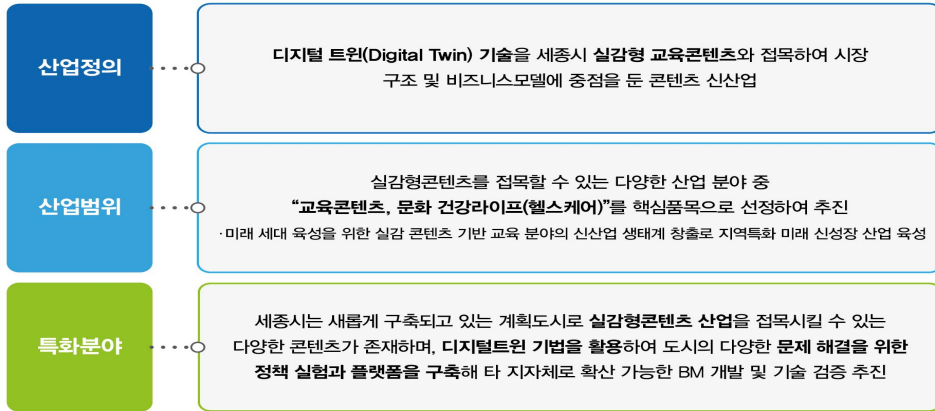 산업정의
디지털 트윈(Digital Twin) 기술을 세종시 실감형 교육콘텐츠와 접목하여 시장
구조 및 비즈니스모델에 중점을 둔 콘텐츠 신산업
산업범위
실감형콘텐츠를 접목할 수 있는 다양한 산업 분야 중
“교육콘텐츠, 문화 건강라이프(헬스케어)”를 핵심품목으로 선정하여 추진
·미래 세대 육성을 위한 실감 콘텐츠 기반 교육 분야의 신산업 생태계 창출로 지역특화 미래 신성장 산업 육성
특화분야
세종시는 새롭게 구축되고 있는 계획도시로 실감형콘텐츠 산업을 접목시킬 수 있는
다양한 콘텐츠가 존재하며, 디지털트윈 기법을 활용하여 도시의 다양한 문제 해결을 위한
정책 실험과 플랫폼을 구축해 타 지자체로 확산 가능한 BM 개발 및 기술 검증 추진